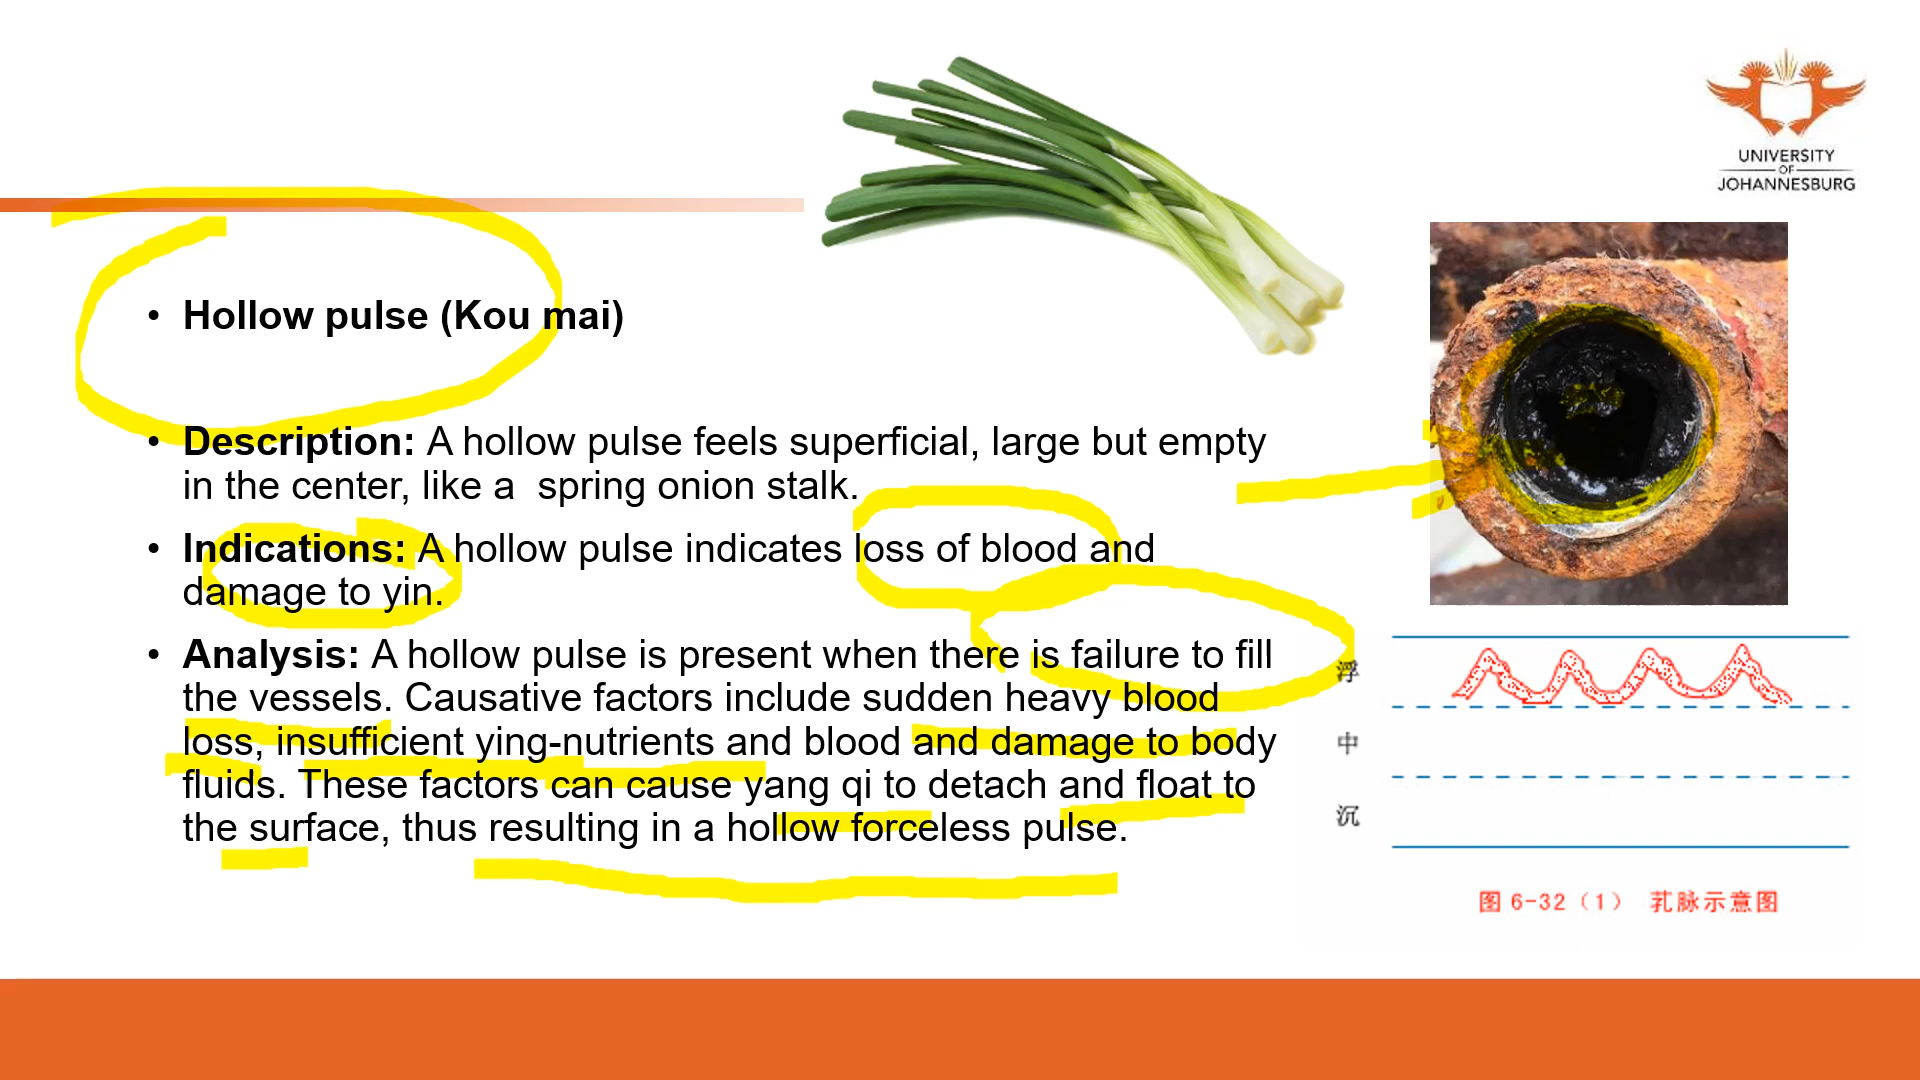 UNIVERSITY
OF
JOHANNESBURG
• Hollow pulse (Kou mai)
• Description: A hollow pulse feels superficial, large but empty
in the center, like a  spring onion stalk.
• Indications: A hollow pulse indicates loss of blood and
damage to yin.
• Analysis: A hollow pulse is present when there is failure to fill
the vessels. Causative factors include sudden heavy blood
loss, insufficient ying-nutrients and blood and damage to body
fluids. These factors can cause yang qi to detach and float to
the surface, thus resulting in a hollow forceless pulse.
浮
中
沉
图 6-32（1） 芤脉示意图